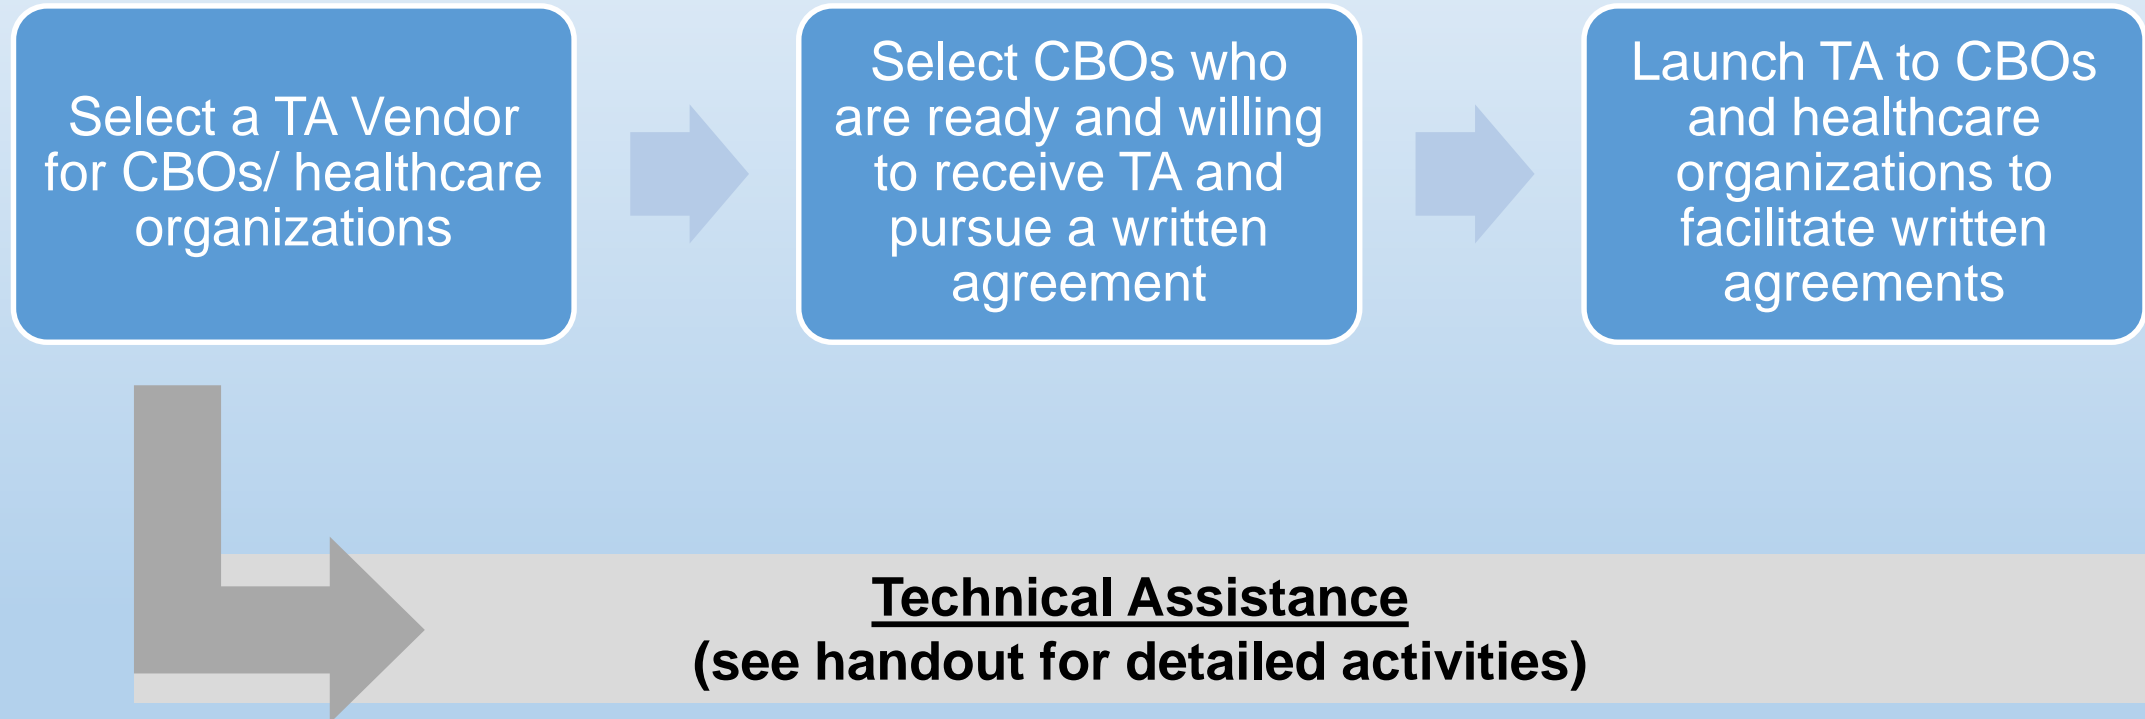 Select a TA Vendor
for CBOs/ healthcare
organizations
Select CBOs who
are ready and willing
to receive TA and
pursue a written
agreement
Launch TA to CBOs
and healthcare
organizations to
facilitate written
agreements
Technical Assistance
(see handout for detailed activities)